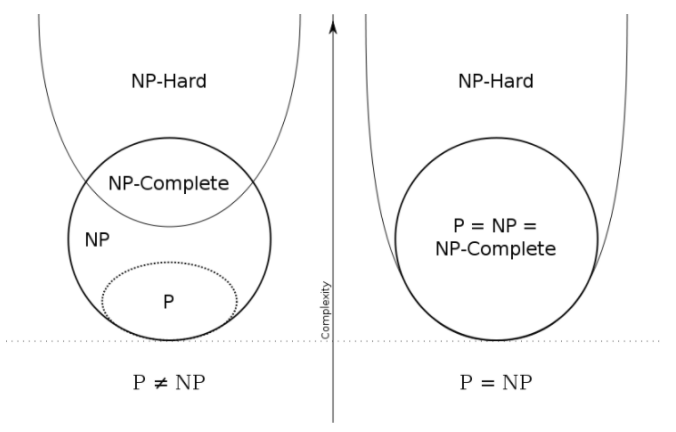 NP-Hard
NP-Complete
NP
P
P ≠ NP
Complexity
NP-Hard
P = NP =
NP-Complete
P = NP